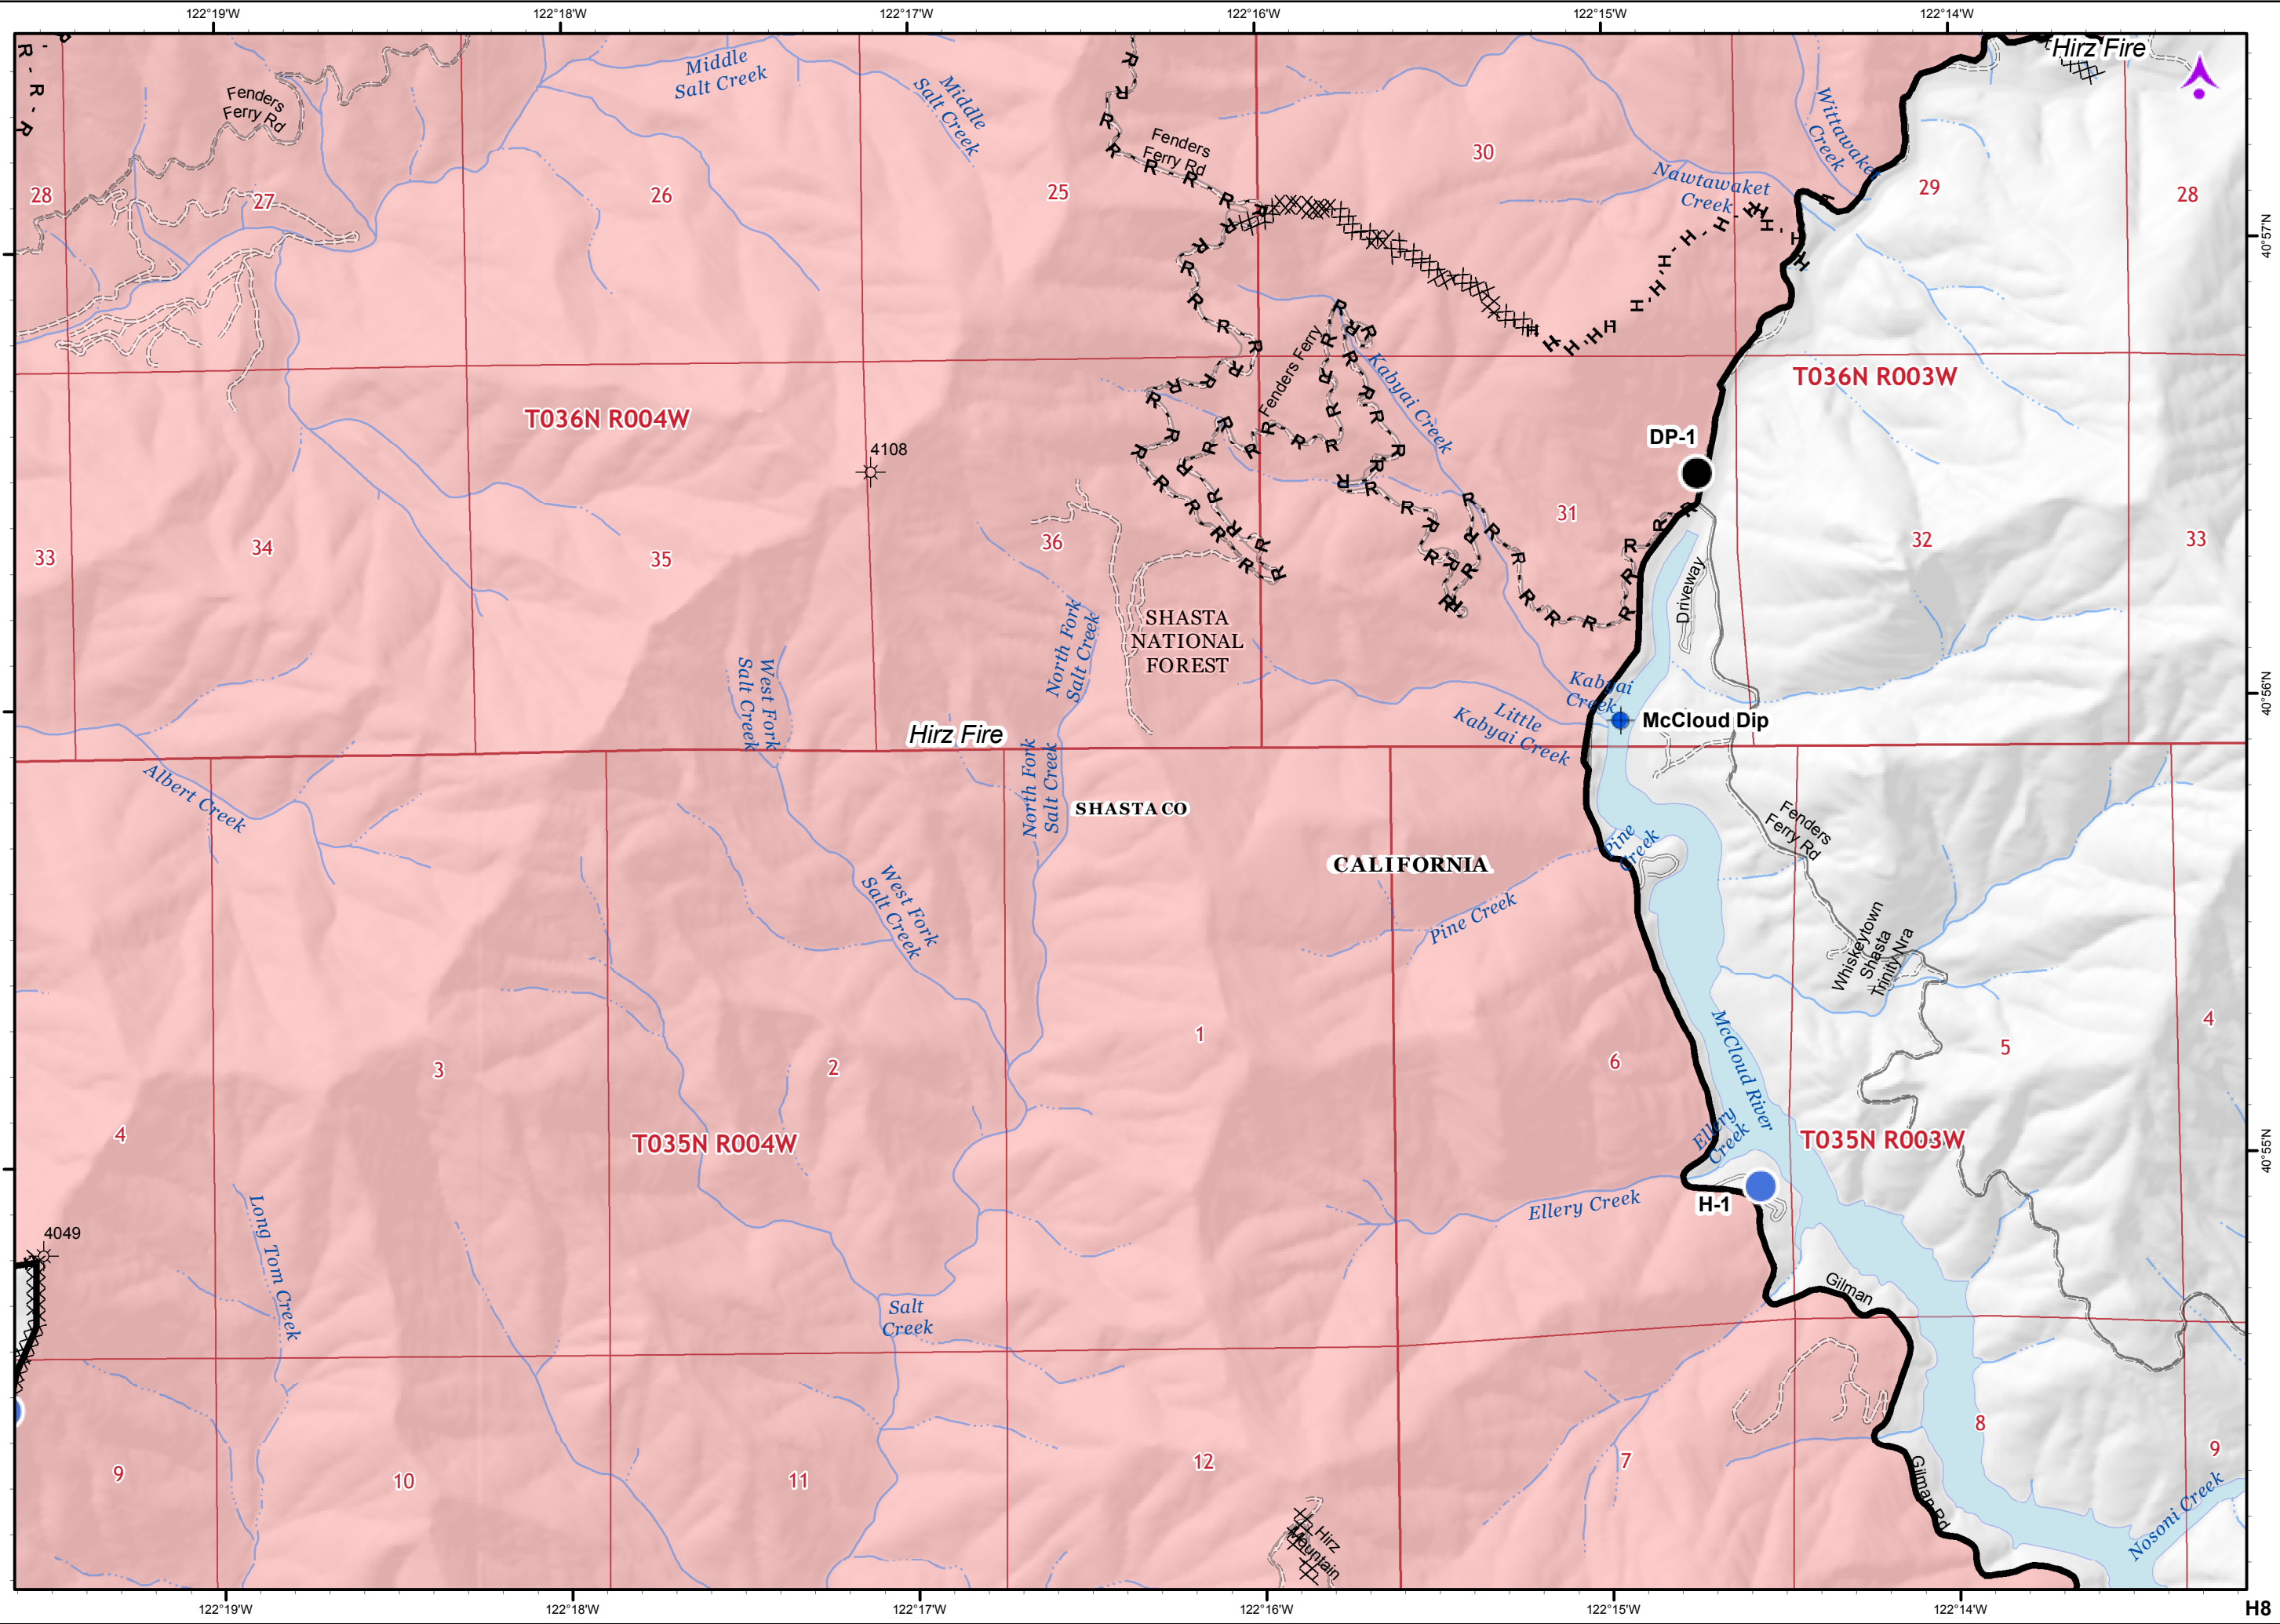 122°19'W
122°18'W
122°17'W
122°16'W
122°15'W
122°14'W
Hirz Fire
Middle
Salt Creek
Middle
Salt Creek
Fenders
Ferry Rd
Fenders
Ferry Rd
Wittawaket
Creek
Nawtawaket
Creek
28
27
26
25
30
29
28
40°57'N
Fenders Ferry
Kabyai Creek
T036N R004W
T036N R003W
4108
DP-1
33
34
35
36
31
32
33
Driveway
SHASTA
NATIONAL
FOREST
North Fork
Salt Creek
West Fork
Salt Creek
Kabyai
Creek
40°56'N
McCloud Dip
Little
Kabyai Creek
Hirz Fire
North Fork
Salt Creek
Albert Creek
SHASTA CO
Fenders
Ferry Rd
Pine
Creek
CALIFORNIA
West Fork
Salt Creek
Pine Creek
Whiskeytown
Shasta
Trinity Nra
McCloud River
3
2
1
6
5
4
4
T035N R004W
Ellery
Creek
T035N R003W
40°55'N
H-1
Ellery Creek
Long Tom Creek
4049
Gilman
Salt
Creek
9
10
11
12
7
8
9
Gilman Rd
Nosoni Creek
Hirz
Mountain
122°19'W
122°18'W
122°17'W
122°16'W
122°15'W
122°14'W
H8